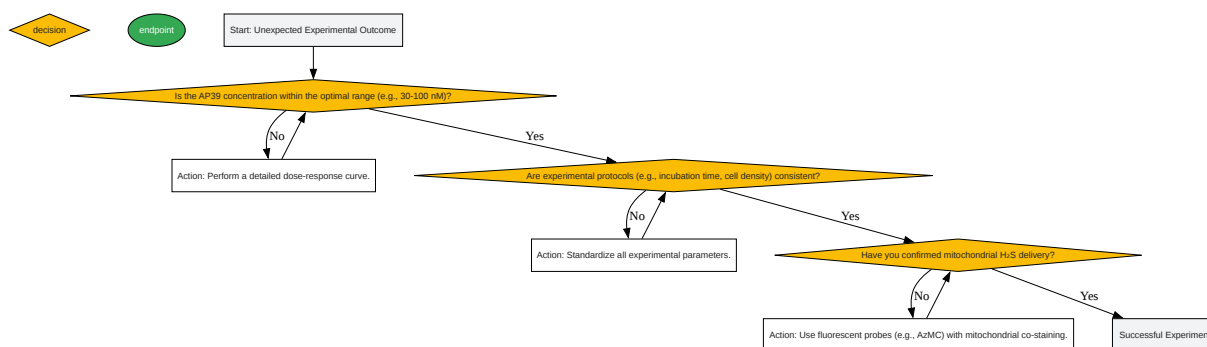 decision
endpoint
Start: Unexpected Experimental Outcome
Is the AP39 concentration within the optimal range (e.g., 30-100 nM)?
No
Yes
Action: Perform a detailed dose-response curve.
Are experimental protocols (e.g., incubation time, cell density) consistent?
No
Yes
Action: Standardize all experimental parameters.
Have you confirmed mitochondrial H₂S delivery?
No
Yes
Action: Use fluorescent probes (e.g., AzMC) with mitochondrial co-staining.
Successful Experiment